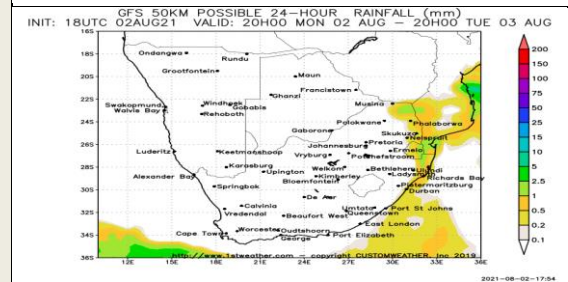 GFS 50KM POSSIBLE 24-HOUR RAINFALL (mm)
INIT: 18UTC 02AUG21 VALID: 20H00 MON 02 AUG - 20H00 TUE 03 AUG
16S
18S
20S
22S
24S
26S
28S
30S
32S
34S
36S
Ondangwa
Rundu
Grootfontein
Maun
Francistown
Ghanzi
Musina
Swakopmund
Windhoek
Gobabis
Walvis Bay
Rehoboth
Polokwane
Phalaborwa
Gaborone
Skukuza
Nelspruit
Pretoria
Johannesburg
Luderitz
Keetmanshoop
Vryburg
Potchefstroom
Ermelo
Karasburg
Upington
Welkom
Bethlehem
Ulundi
Alexander Bay
Kimberley
Ladysmith
Richards Bay
Bloemfontein
Springbok
Pietermaritzburg
Durban
De Aar
Calvinia
Umtata
Port St Johns
Vredendal
Beaufort West
Queenstown
East London
Cape Town
Worcester
Oudtshoorn
George
Port Elizabeth
http://www.1stweather.com - copyright CUSTOMWEATHER, Inc 2019
12E 15E 18E 21E 24E 27E 30E 33E 36E
200
150
100
75
50
25
15
10
5
2.5
1
0.5
0.2
0.1
2021-08-02-17:54